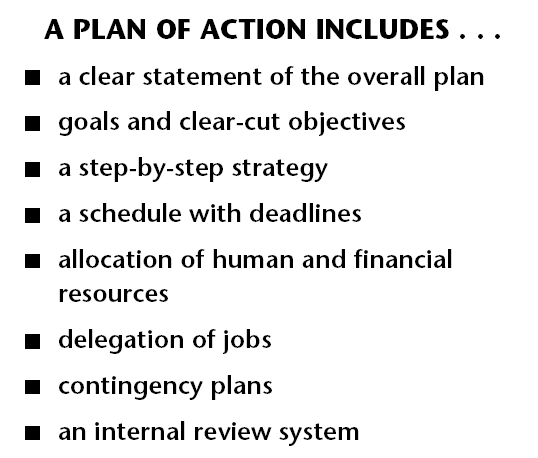 A PLAN OF ACTION INCLUDES . . .
■ a clear statement of the overall plan
■ goals and clear-cut objectives
■ a step-by-step strategy
■ a schedule with deadlines
■ allocation of human and financial
resources
■ delegation of jobs
■ contingency plans
■ an internal review system